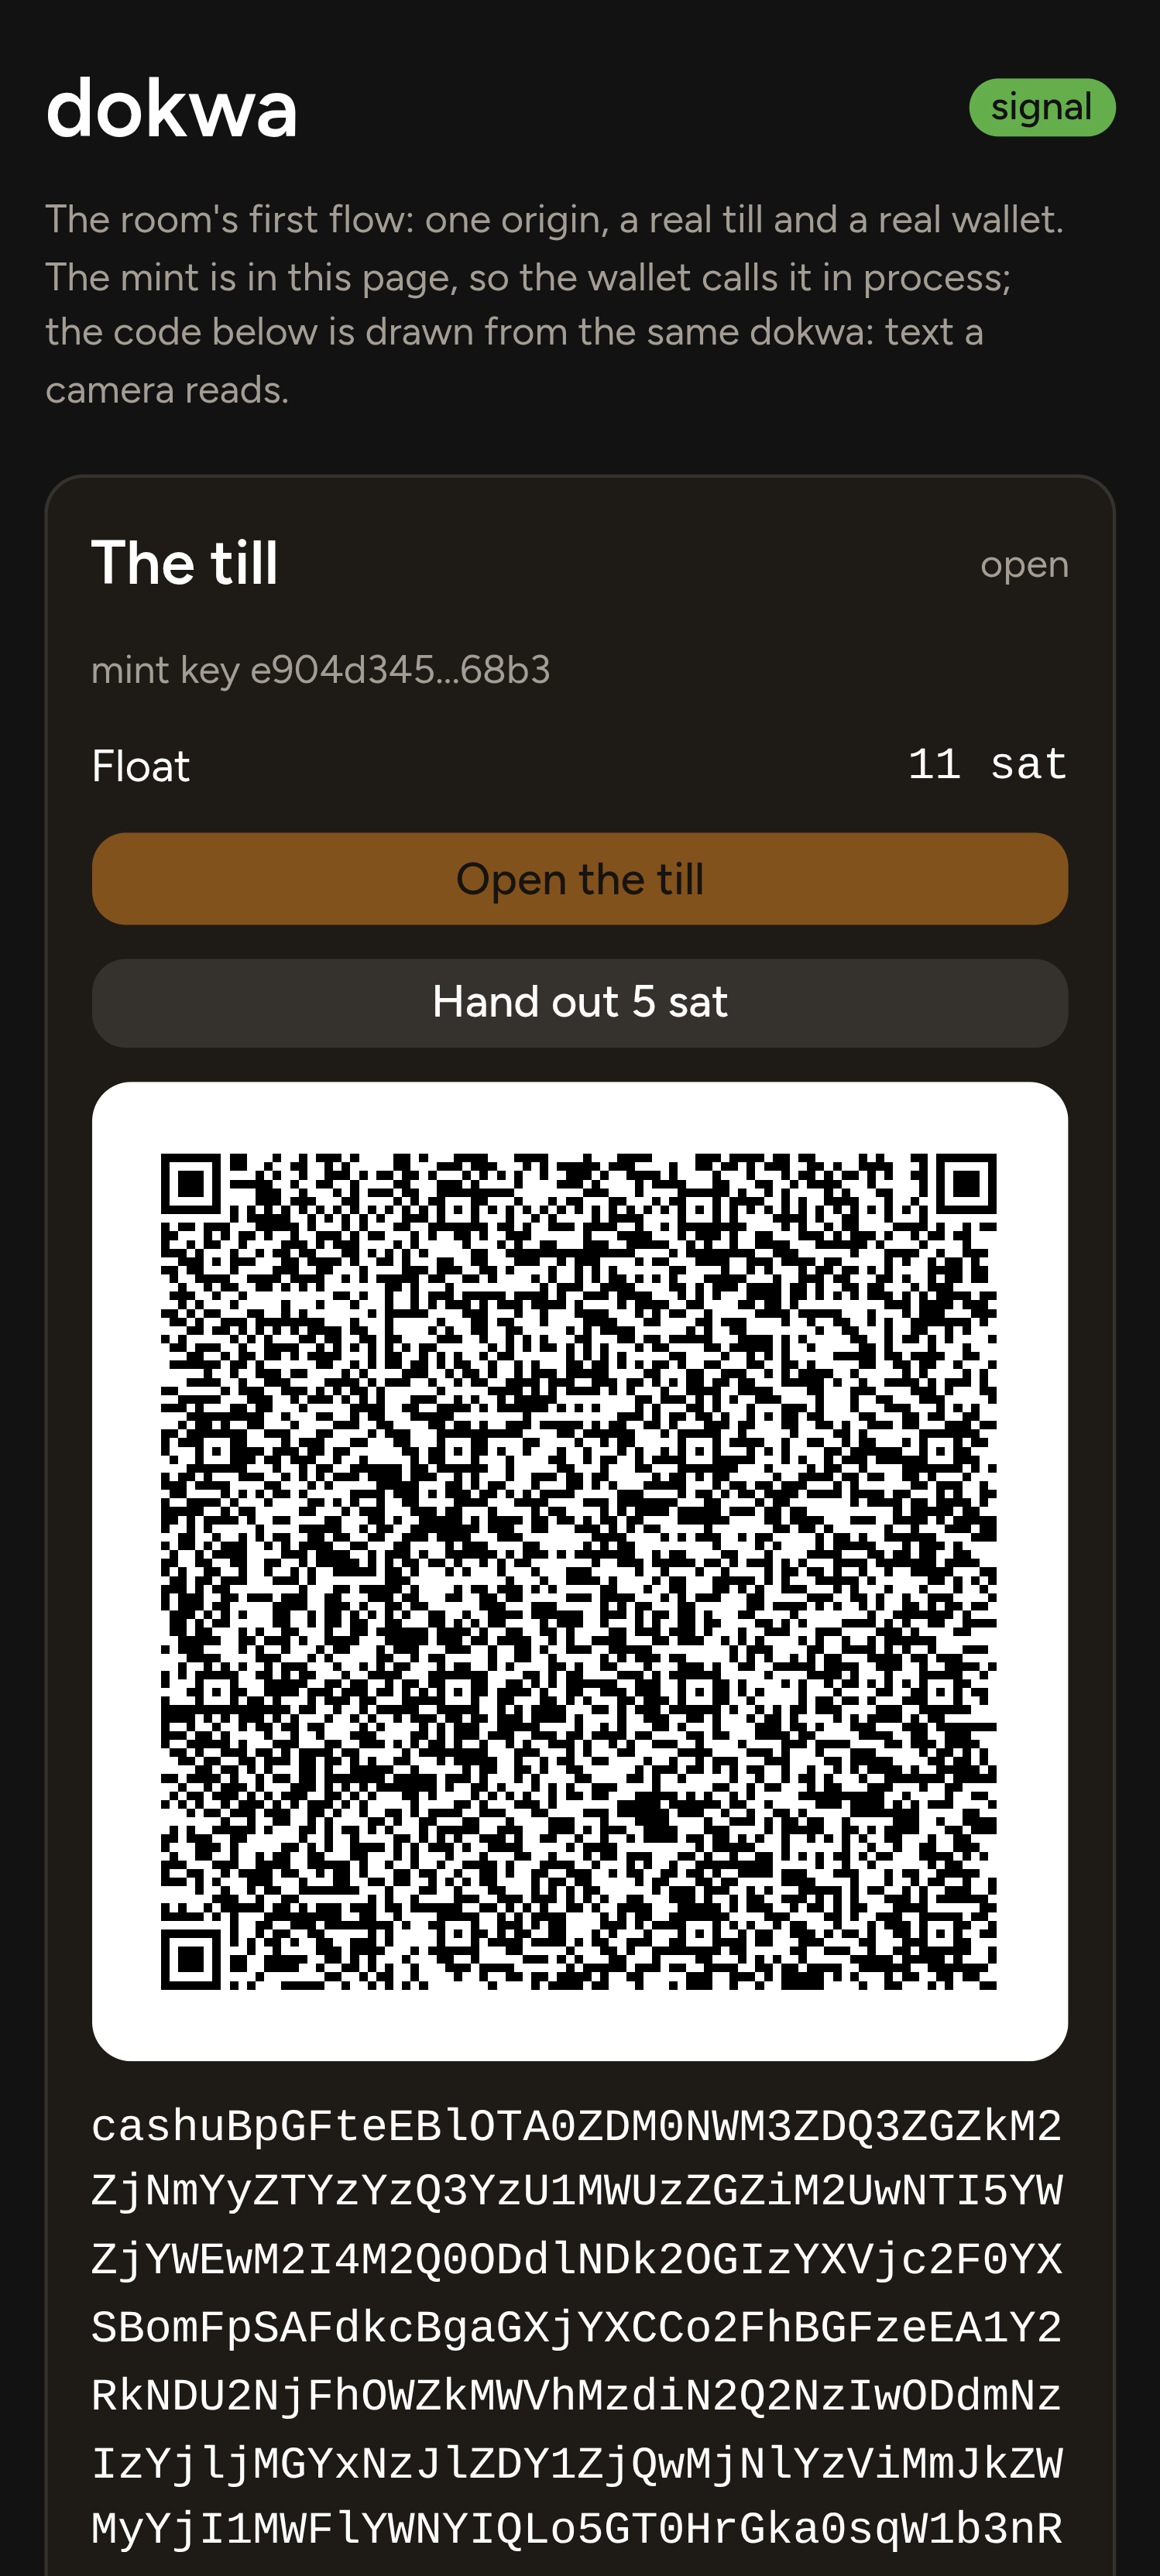 dokwa
signal
The room's first flow: one origin, a real till and a real wallet.
The mint is in this page, so the wallet calls it in process;
the code below is drawn from the same dokwa: text a
camera reads.
The till
open
mint key e904d345...68b3
Float
11 sat
Open the till
Hand out 5 sat
cashuBpGFteEBlOTA0ZDM0NWM3ZDQ3ZGZkM2
ZjNmYyZTYzYzQ3YzU1MWUzZGZiM2UwNTI5YW
ZjYWEwM2I4M2Q0ODdlNDk2OGIzYXVjc2F0YX
SBomFpSAFdkcBgaGXjYXCCo2FhBGFzeEA1Y2
RkNDU2NjFhOWZkMWVhMzdiN2Q2NzIwODdmNz
IzYjljMGYxNzJlZDY1ZjQwMjNlYzViMmJkZW
MyYjI1MWFlYWNYIQLo5GT0HrGka0sqW1b3nR